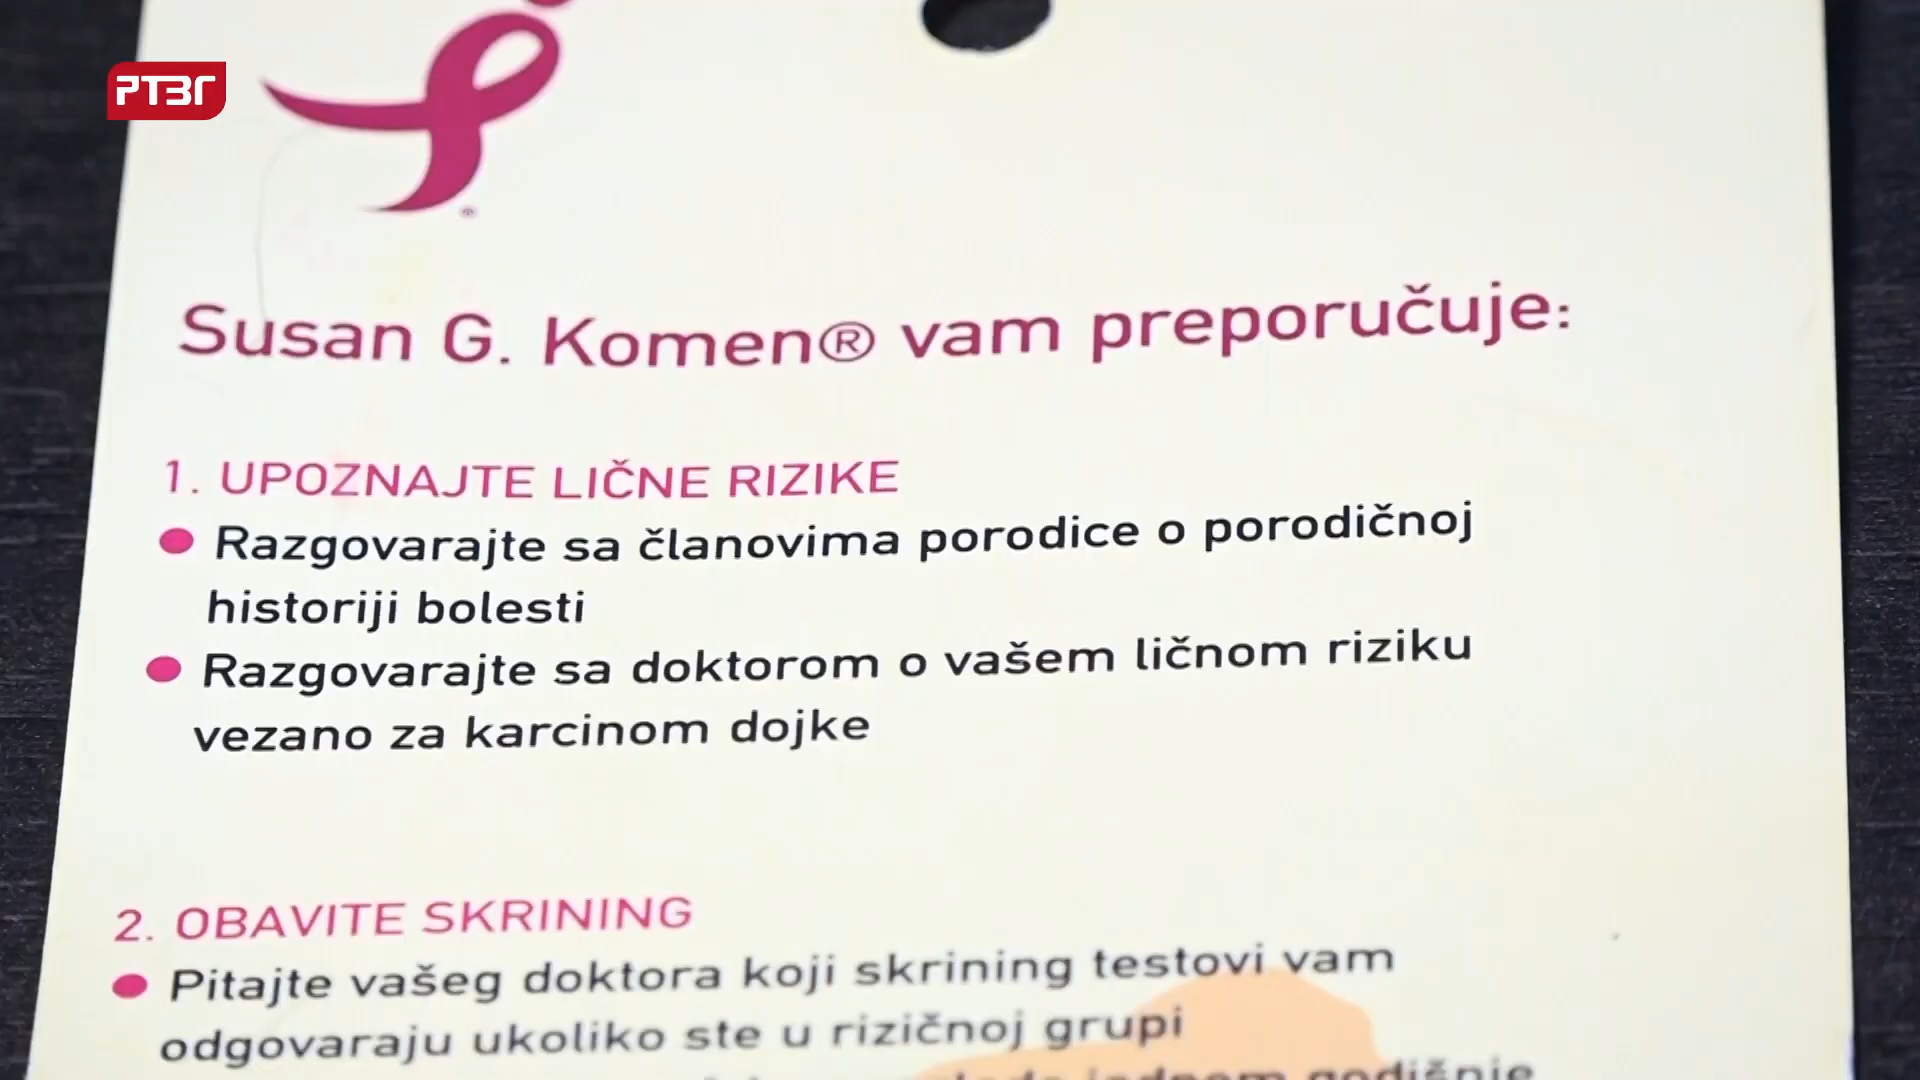 РТВГ
®
Susan G. Komen® vam preporučuje:
1. UPOZNAJTE LIČNE RIZIKE
Razgovarajte sa članovima porodice o porodičnoj
historiji bolesti
Razgovarajte sa doktorom o vašem ličnom riziku
vezano za karcinom dojke
2. OBAVITE SKRINING
Pitajte vašeg doktora koji skrining testovi vam
odgovaraju ukoliko ste u rizičnoj grupi
jednom godišnje